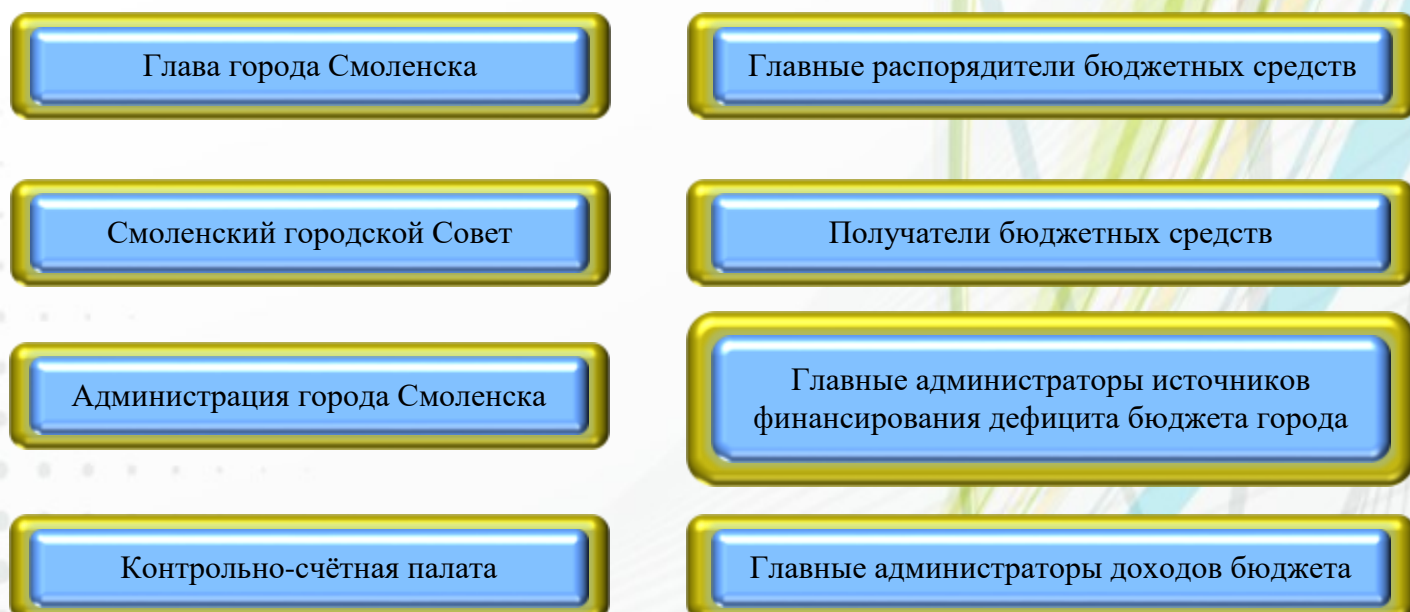 Глава города Смоленска
Главные распорядители бюджетных средств
Смоленский городской Совет
Получатели бюджетных средств
Администрация города Смоленска
Главные администраторы источников
финансирования дефицита бюджета города
Контрольно-счётная палата
Главные администраторы доходов бюджета